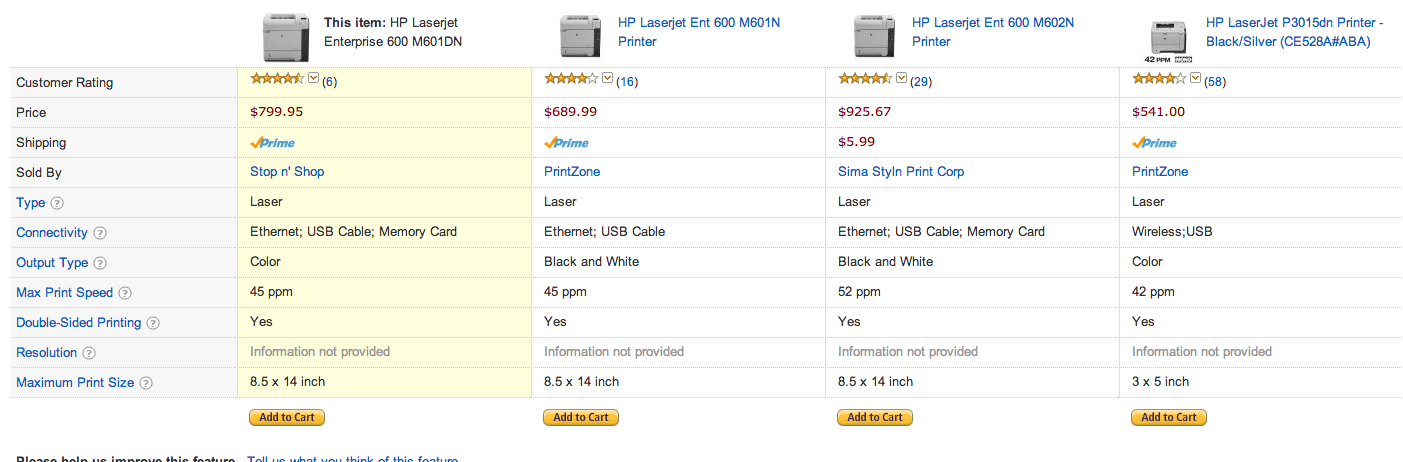 This item: HP Laserjet
Enterprise 600 M601DN
HP Laserjet Ent 600 M601N
Printer
HP Laserjet Ent 600 M602N
Printer
42 PPM MONO
HP LaserJet P3015dn Printer -
Black/Silver (CE528A#ABA)
Customer Rating (6) (16) (29) (58)
Price $799.95 $689.99 $925.67 $541.00
Shipping Prime Prime $5.99 Prime
Sold By Stop n' Shop PrintZone Sima Styln Print Corp PrintZone
Type ? Laser Laser Laser Laser
Connectivity ? Ethernet; USB Cable; Memory Card Ethernet; USB Cable Ethernet; USB Cable; Memory Card Wireless;USB
Output Type ? Color Black and White Black and White Color
Max Print Speed ? 45 ppm 45 ppm 52 ppm 42 ppm
Double-Sided Printing ? Yes Yes Yes Yes
Resolution ? Information not provided Information not provided Information not provided Information not provided
Maximum Print Size ? 8.5 x 14 inch 8.5 x 14 inch 8.5 x 14 inch 3 x 5 inch
Add to Cart Add to Cart Add to Cart Add to Cart
Please help us improve this feature. Tell us what you think of this feature